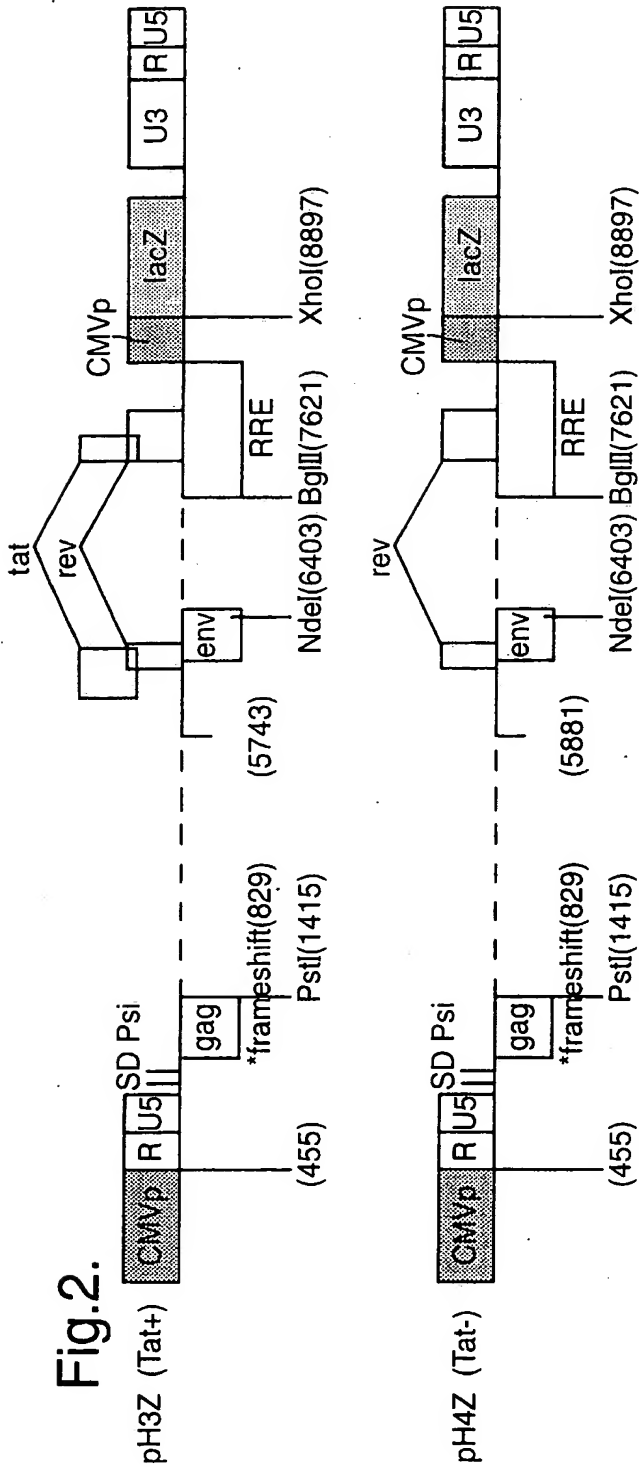 Fig.2.
pH3Z (Tat+)
CMVp
R
U5
SD Psi
gag
(455)
*frameshift(829)
PstI(1415)
tat
rev
env
(5743)
NdeI(6403)
BglII(7621)
RRE
CMVp
lacZ
XhoI(8897)
U3
R
U5
pH4Z (Tat-)
CMVp
R
U5
SD Psi
gag
(455)
*frameshift(829)
PstI(1415)
rev
env
(5881)
NdeI(6403)
BglII(7621)
RRE
CMVp
lacZ
XhoI(8897)
U3
R
U5